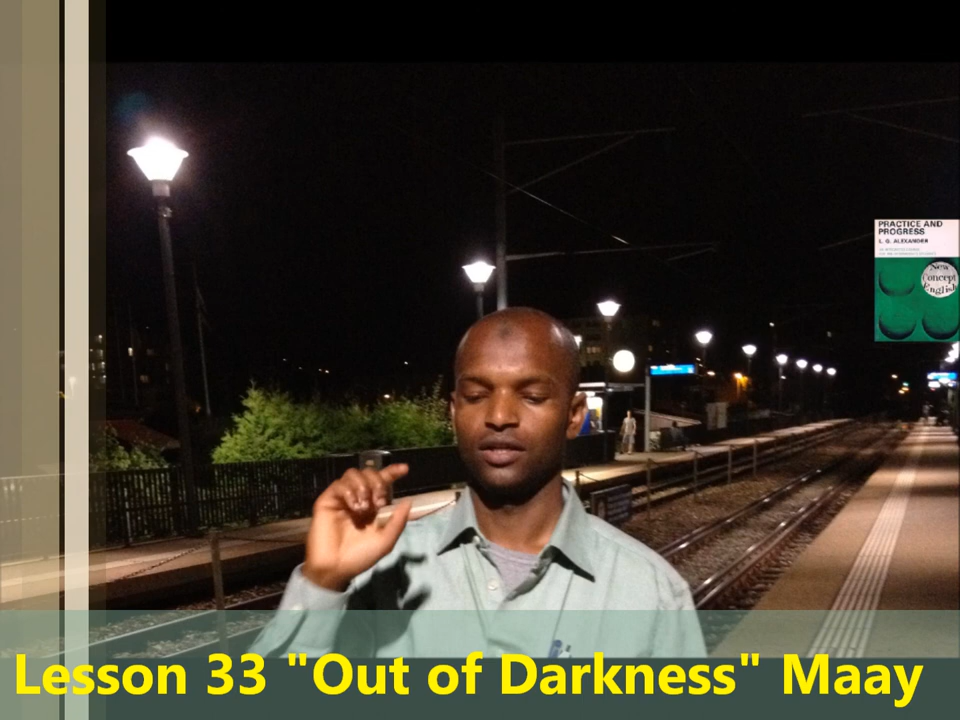 PRACTICE AND
PROGRESS
L. G. ALEXANDER
New
Concept
English
Lesson 33 "Out of Darkness" Maay